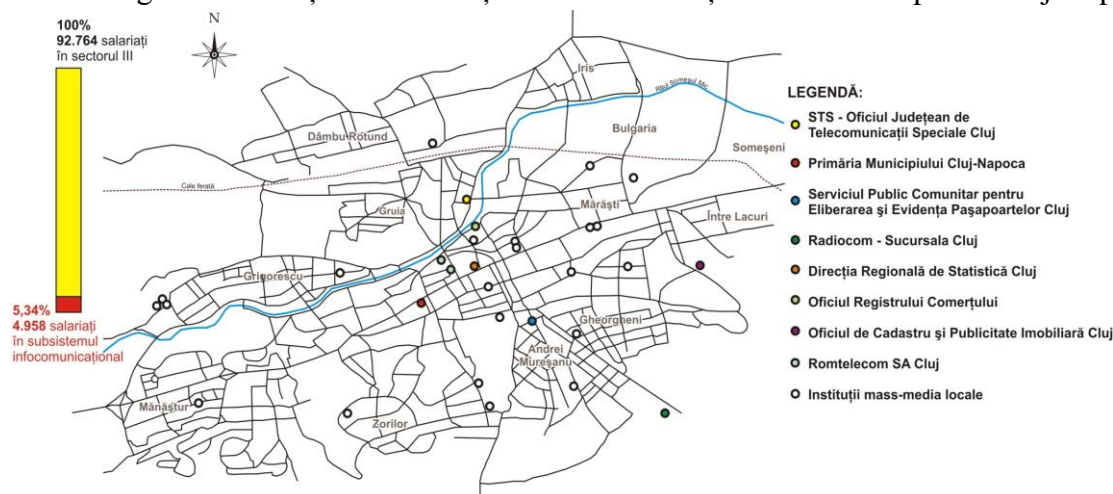 100%
92.764 salariați
în sectorul III
5,34%
4.958 salariați
în subsistemul
infocomunicațional
N
Iris
Râul Someșul Mic
Bulgaria
Someșeni
Dâmbu Rotund
Cale ferată
Gruia
Mărăști
Între Lacuri
Grigorescu
Gheorgheni
Andrei
Mureșanu
Mănăștur
Zorilor
LEGENDĂ:
STS - Oficiul Județean de
Telecomunicații Speciale Cluj
Primăria Municipiului Cluj-Napoca
Serviciul Public Comunitar pentru
Eliberarea și Evidența Pașapoartelor Cluj
Radiocom - Sucursala Cluj
Direcția Regională de Statistică Cluj
Oficiul Registrului Comerțului
Oficiul de Cadastru și Publicitate Imobiliară Cluj
Romtelecom SA Cluj
Instituții mass-media locale